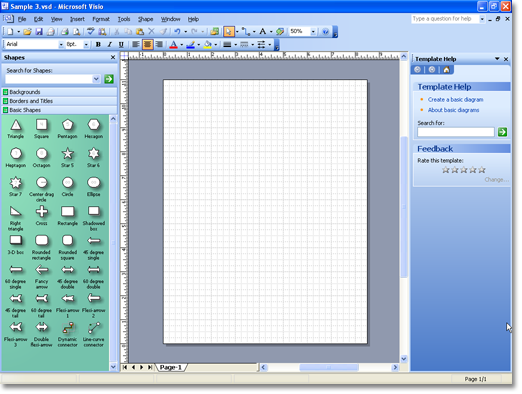 Sample 3.vsd - Microsoft Visio
File Edit View Insert Format Tools Shape Window Help
Type a question for help
50%
Arial 8pt. B I U
Shapes
Search for Shapes:
Backgrounds
Borders and Titles
Basic Shapes
Triangle Square Pentagon Hexagon
Heptagon Octagon Star 5 Star 6
Star 7 Center drag circle Circle Ellipse
Right triangle Cross Rectangle Shadowed box
3-D box Rounded rectangle Rounded square 45 degree single
60 degree single Fancy arrow 45 degree double 60 degree double
45 degree tail 60 degree tail Flexi-arrow 1 Flexi-arrow 2
Flexi-arrow 3 Double flexi-arrow Dynamic connector Line-curve connector
Page-1
Template Help
Template Help
Create a basic diagram
About basic diagrams
Search for:
Feedback
Rate this template:
Change...
Page 1/1